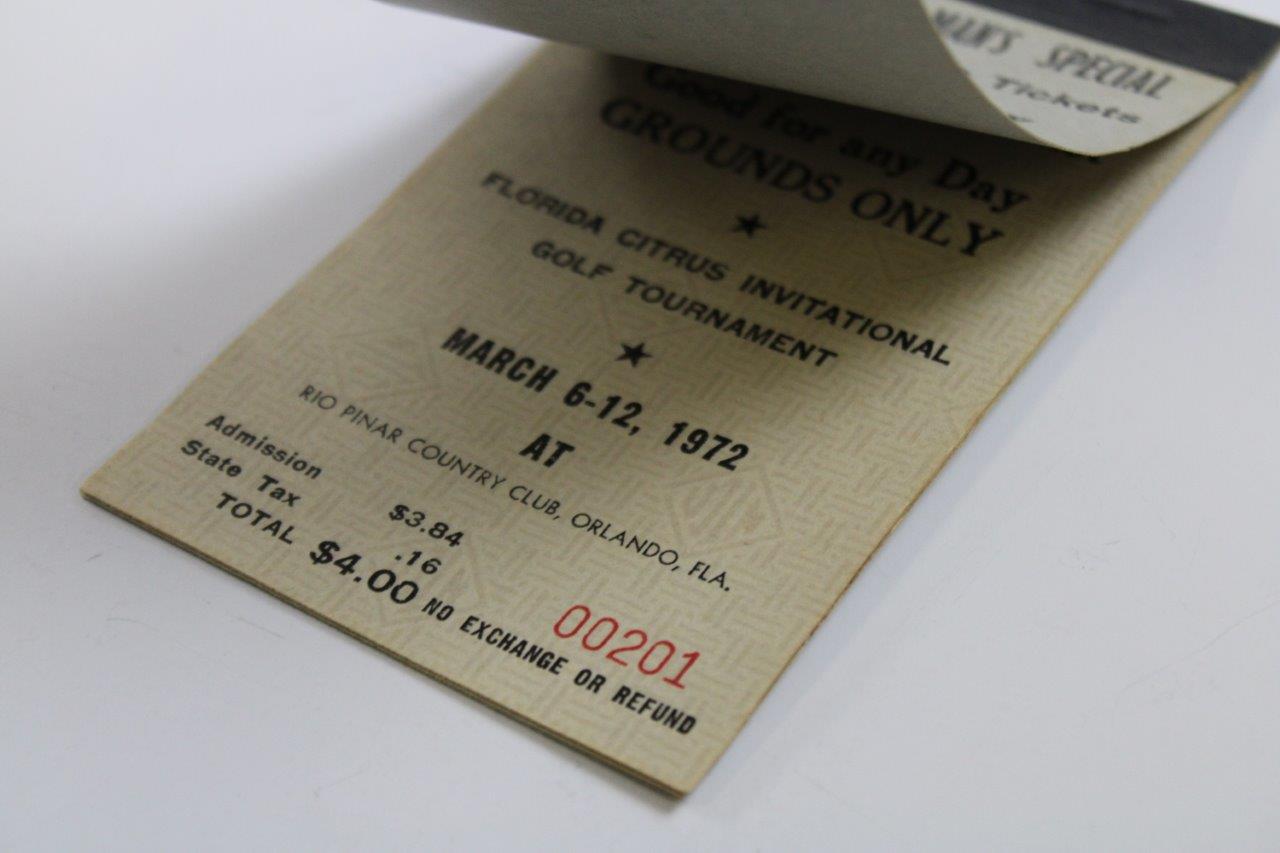 MAN'S SPECIAL
Tickets
Good for any Day
GROUNDS ONLY
FLORIDA CITRUS INVITATIONAL
GOLF TOURNAMENT
MARCH 6-12, 1972
AT
RIO PINAR COUNTRY CLUB, ORLANDO, FLA.
Admission $3.84
State Tax .16
TOTAL $4.00
00201
NO EXCHANGE OR REFUND